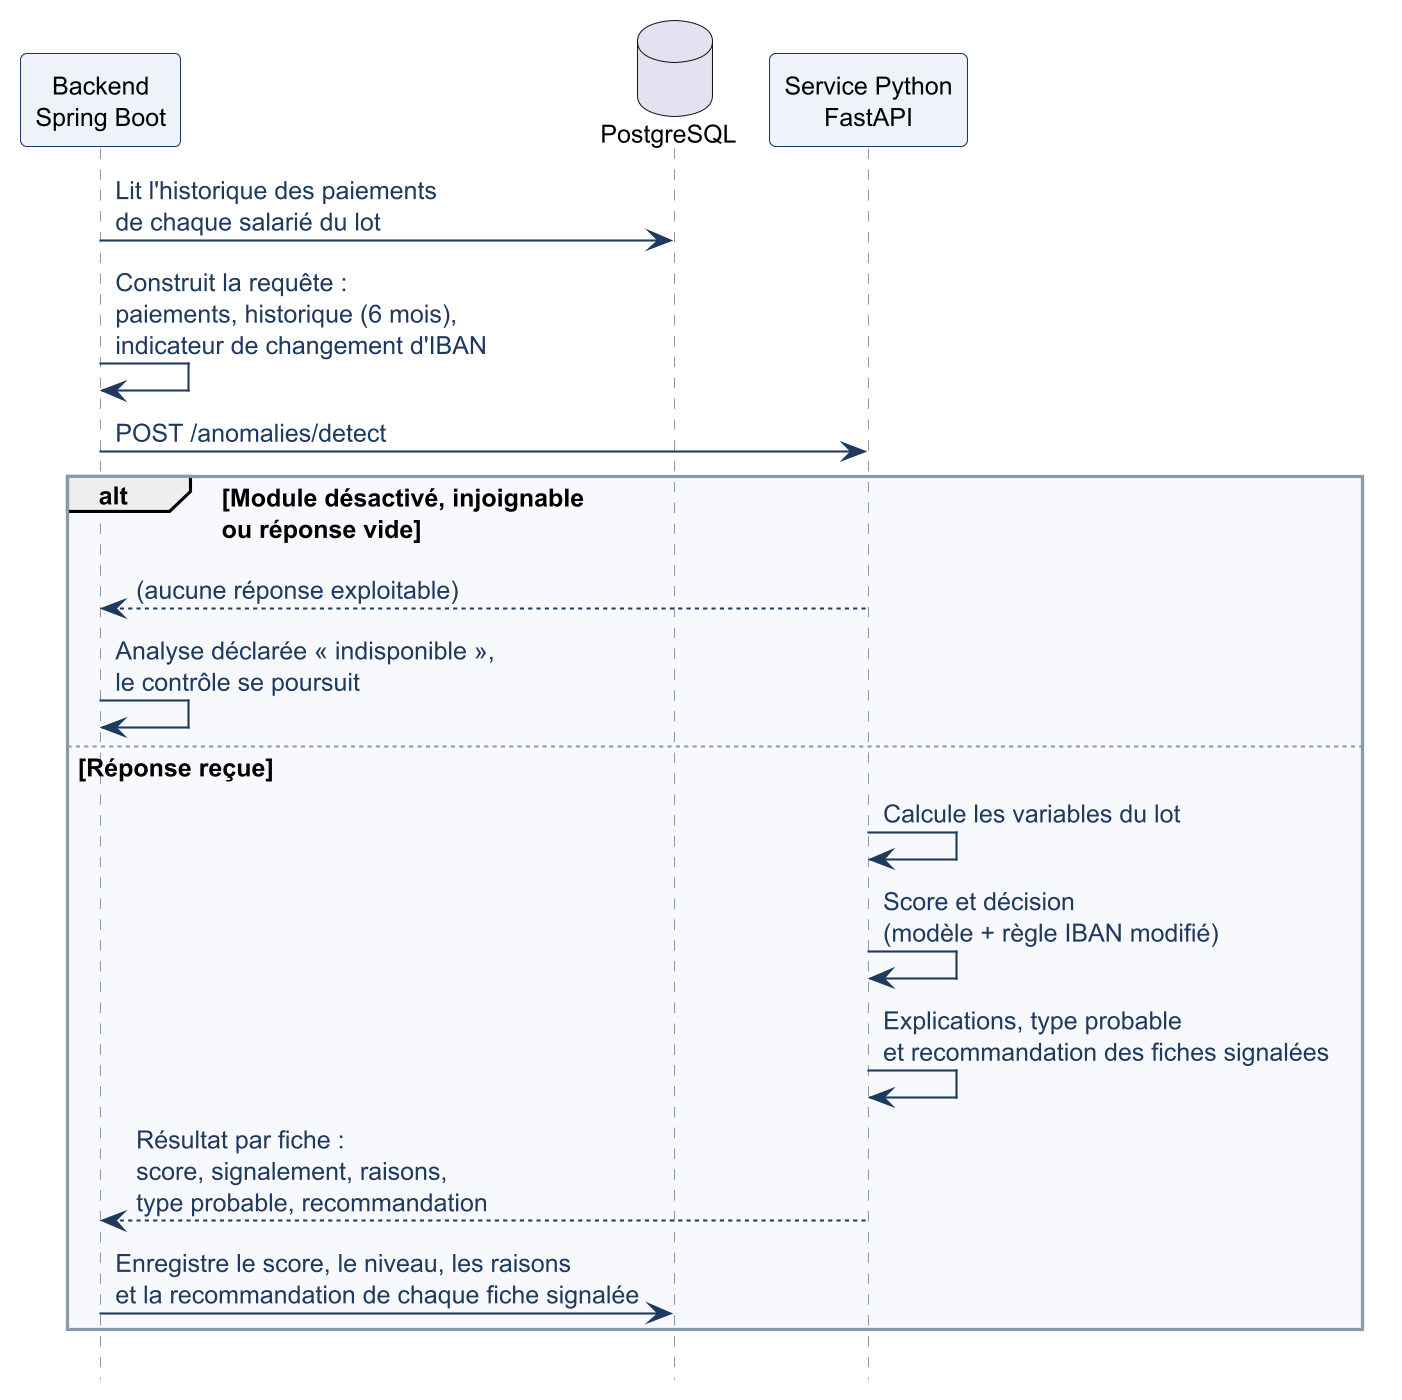 Backend
Spring Boot
PostgreSQL
Service Python
FastAPI
Lit l'historique des paiements
de chaque salarié du lot
Construit la requête :
paiements, historique (6 mois),
indicateur de changement d'IBAN
POST /anomalies/detect
alt
[Module désactivé, injoignable
ou réponse vide]
(aucune réponse exploitable)
Analyse déclarée « indisponible »,
le contrôle se poursuit
[Réponse reçue]
Calcule les variables du lot
Score et décision
(modèle + règle IBAN modifié)
Explications, type probable
et recommandation des fiches signalées
Résultat par fiche :
score, signalement, raisons,
type probable, recommandation
Enregistre le score, le niveau, les raisons
et la recommandation de chaque fiche signalée